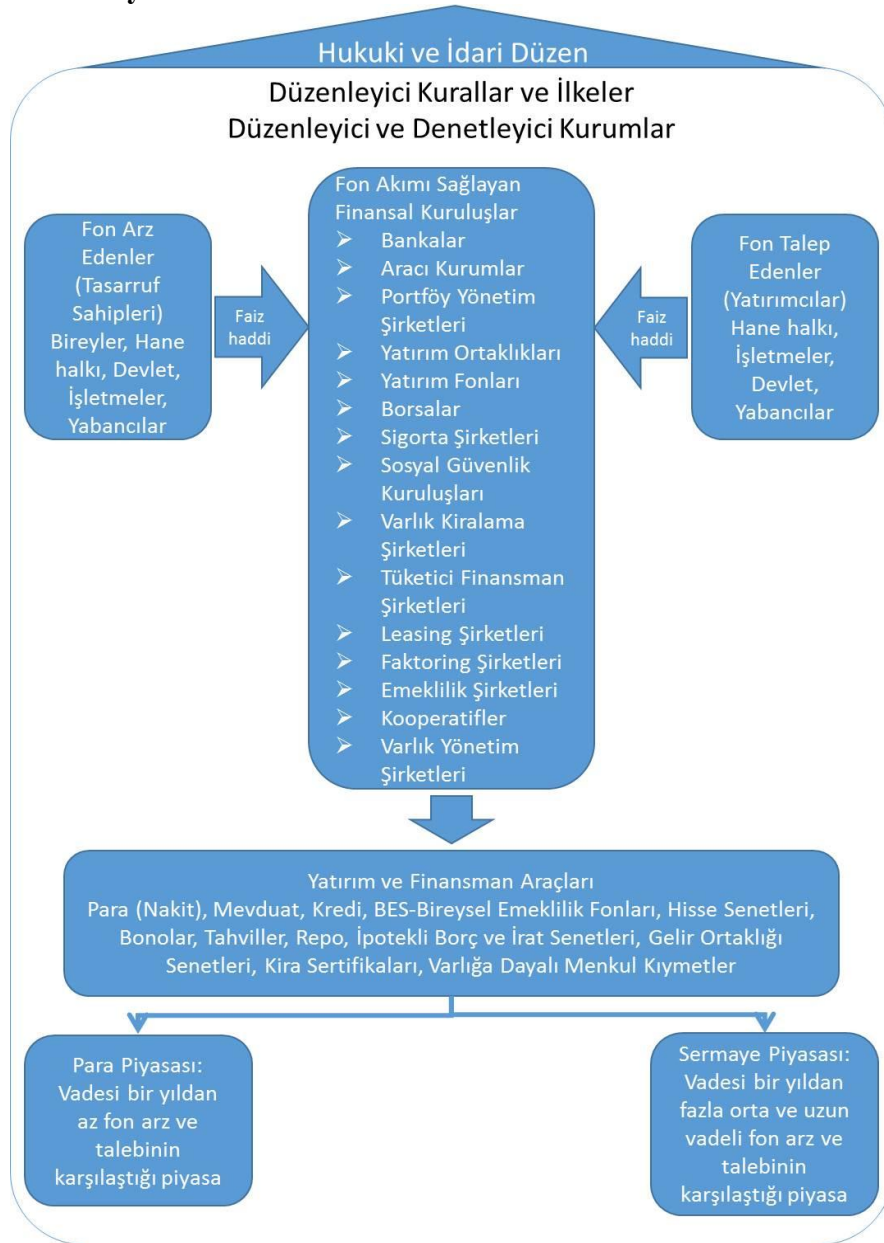 Hukuki ve İdari Düzen
Düzenleyici Kurallar ve İlkeler
Düzenleyici ve Denetleyici Kurumlar
Fon Arz
Edenler
(Tasarruf
Sahipleri)
Bireyler, Hane
halkı, Devlet,
İşletmeler,
Yabancılar
Faiz
haddi
Fon Akımı Sağlayan
Finansal Kuruluşlar
➢ Bankalar
➢ Aracı Kurumlar
➢ Portföy Yönetim
Şirketleri
➢ Yatırım Ortaklıkları
➢ Yatırım Fonları
➢ Borsalar
➢ Sigorta Şirketleri
➢ Sosyal Güvenlik
Kuruluşları
➢ Varlık Kiralama
Şirketleri
➢ Tüketici Finansman
Şirketleri
➢ Leasing Şirketleri
➢ Faktoring Şirketleri
➢ Emeklilik Şirketleri
➢ Kooperatifler
➢ Varlık Yönetim
Şirketleri
Faiz
haddi
Fon Talep
Edenler
(Yatırımcılar)
Hane halkı,
İşletmeler,
Devlet,
Yabancılar
Yatırım ve Finansman Araçları
Para (Nakit), Mevduat, Kredi, BES-Bireysel Emeklilik Fonları, Hisse Senetleri,
Bonolar, Tahviller, Repo, İpotekli Borç ve İrat Senetleri, Gelir Ortaklığı
Senetleri, Kira Sertifikaları, Varlığa Dayalı Menkul Kıymetler
Para Piyasası:
Vadesi bir yıldan
az fon arz ve
talebinin
karşılaştığı piyasa
Sermaye Piyasası:
Vadesi bir yıldan
fazla orta ve uzun
vadeli fon arz ve
talebinin
karşılaştığı piyasa